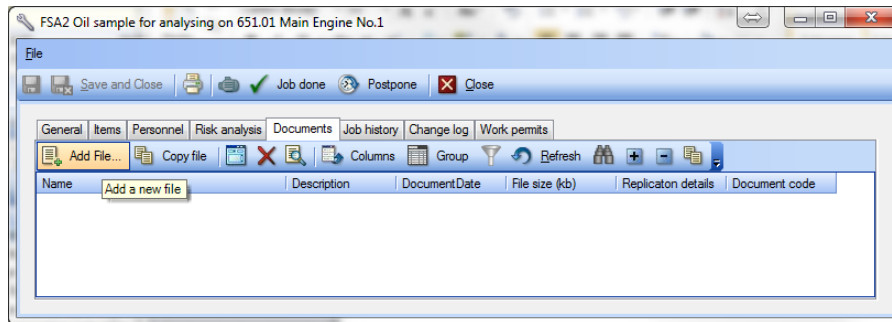 FSA2 Oil sample for analysing on 651.01 Main Engine No.1
File
Save and Close Job done Postpone Close
General Items Personnel Risk analysis Documents Job history Change log Work permits
Add File... Copy file Columns Group Refresh
Name Description DocumentDate File size (kb) Replicaton details Document code
Add a new file